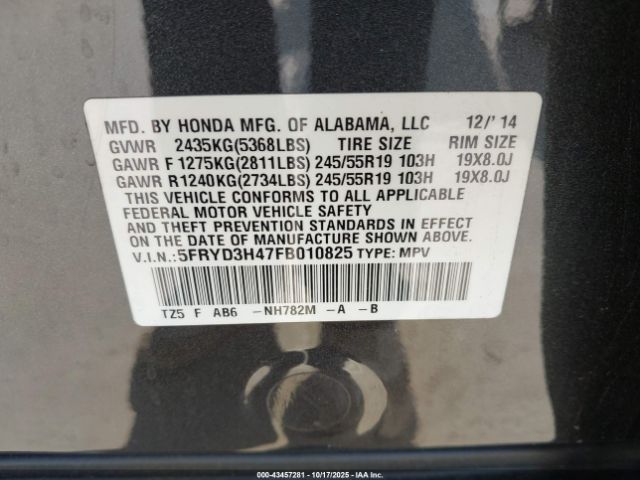 MFD. BY HONDA MFG. OF ALABAMA, LLC 12/' 14
GVWR 2435KG(5368LBS) TIRE SIZE RIM SIZE
GAWR F 1275KG(2811LBS) 245/55R19 103H 19X8.0J
GAWR R1240KG(2734LBS) 245/55R19 103H 19X8.0J
THIS VEHICLE CONFORMS TO ALL APPLICABLE
FEDERAL MOTOR VEHICLE SAFETY
AND THEFT PREVENTION STANDARDS IN EFFECT
ON THE DATE OF MANUFACTURE SHOWN ABOVE.
V.I.N.: 5FRYD3H47FB010825 TYPE: MPV
TZ5 F AB6 -NH782M -A -B
000-43457281 - 10/17/2025 - IAA Inc.